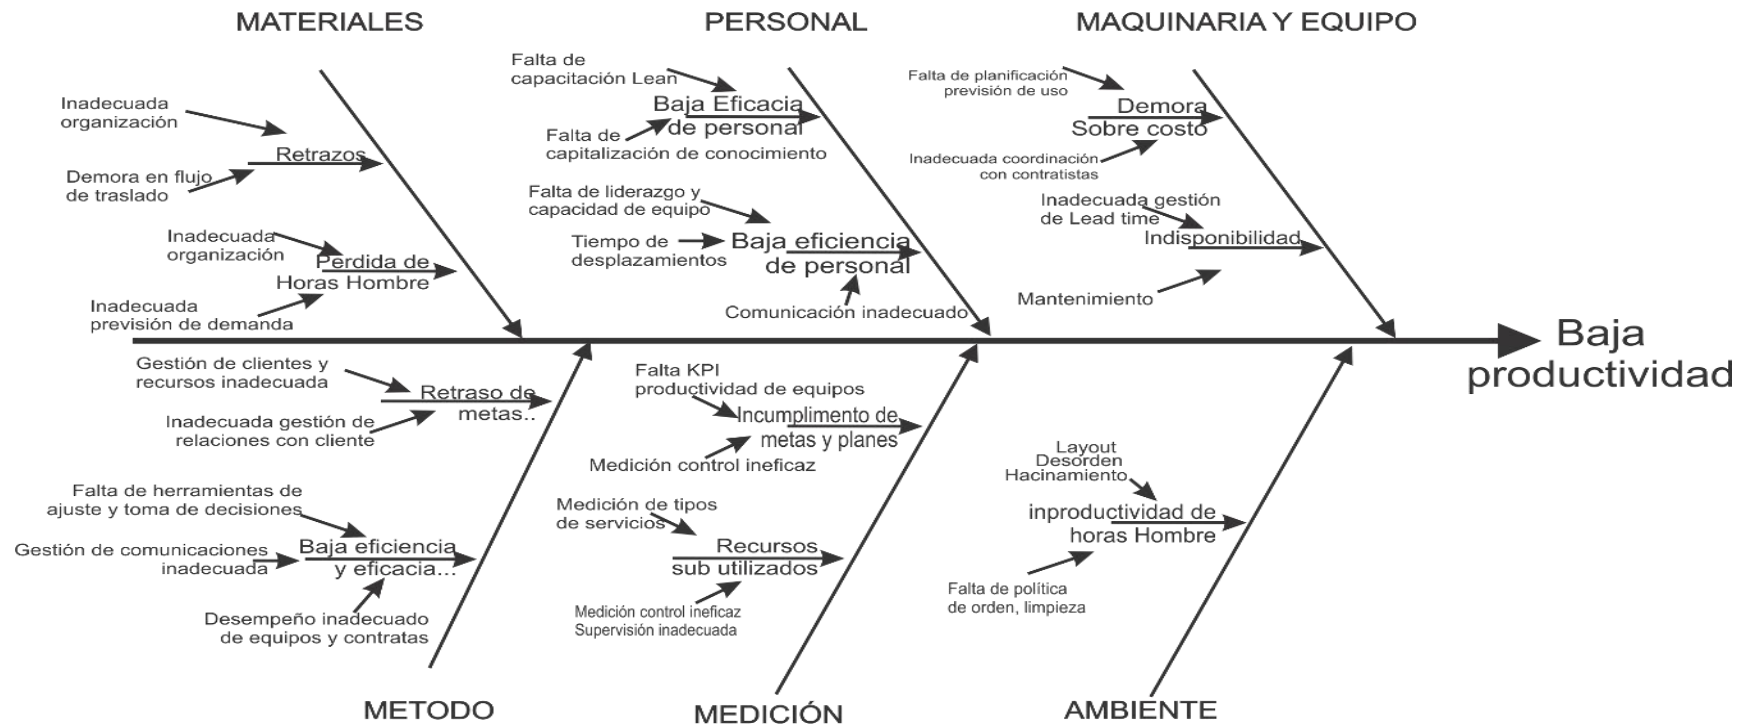 MATERIALES
PERSONAL
MAQUINARIA Y EQUIPO
Inadecuada
organización
Retrazos
Demora en flujo
de traslado
Inadecuada
organización
Perdida de
Horas Hombre
Inadecuada
previsión de demanda
Falta de
capacitación Lean
Baja Eficacia
de personal
Falta de
capitalización de conocimiento
Falta de liderazgo y
capacidad de equipo
Tiempo de
desplazamientos
Baja eficiencia
de personal
Comunicación inadecuado
Falta de planificación
previsión de uso
Demora
Sobre costo
Inadecuada coordinación
con contratistas
Inadecuada gestión
de Lead time
Indisponibilidad
Mantenimiento
Baja
productividad
Gestión de clientes y
recursos inadecuada
Retraso de
metas..
Inadecuada gestión de
relaciones con cliente
Falta de herramientas de
ajuste y toma de decisiones
Gestión de comunicaciones
inadecuada
Baja eficiencia
y eficacia...
Desempeño inadecuado
de equipos y contratas
Falta KPI
productividad de equipos
Incumplimento de
metas y planes
Medición control ineficaz
Medición de tipos
de servicios
Recursos
sub utilizados
Medición control ineficaz
Supervisión inadecuada
Layout
Desorden
Hacinamiento
inproductividad de
horas Hombre
Falta de política
de orden, limpieza
METODO
MEDICIÓN
AMBIENTE